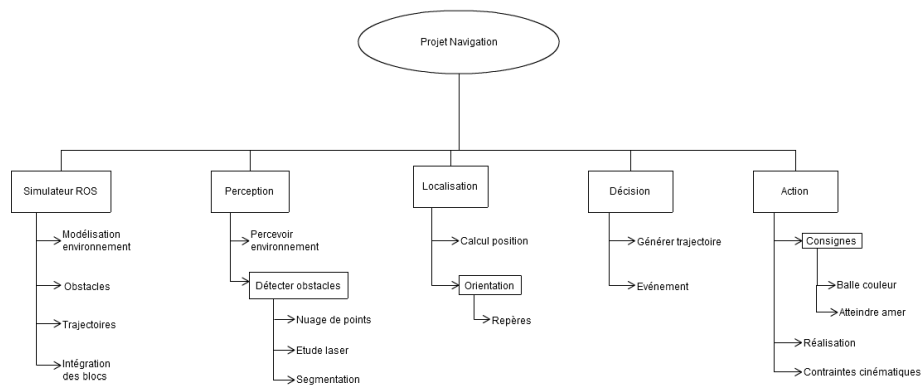 Projet Navigation
Simulateur ROS
Modélisation
environnement
Obstacles
Trajectoires
Intégration
des blocs
Perception
Percevoir
environnement
Détecter obstacles
Nuage de points
Etude laser
Segmentation
Localisation
Calcul position
Orientation
Repères
Décision
Générer trajectoire
Evénement
Action
Consignes
Balle couleur
Atteindre amer
Réalisation
Contraintes cinématiques